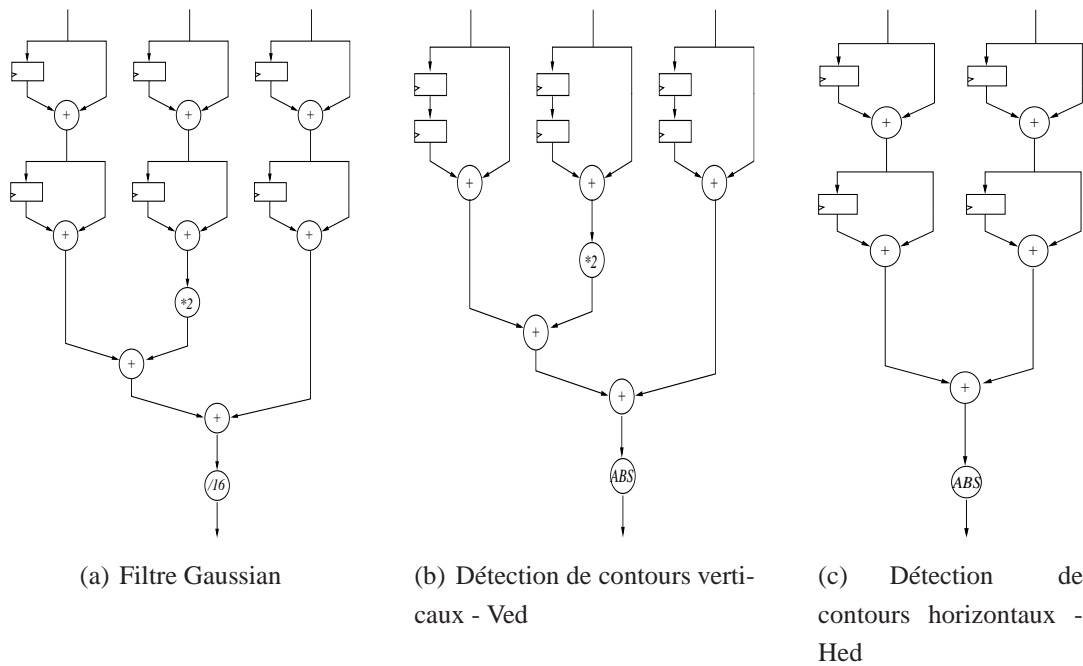 + + +
+ + +
*2
+
+
/16
(a) Filtre Gaussian
+ + +
*2
+
+
ABS
(b) Détection de contours verti-
caux - Ved
+ +
+ +
+
ABS
(c) Détection de
contours horizontaux -
Hed